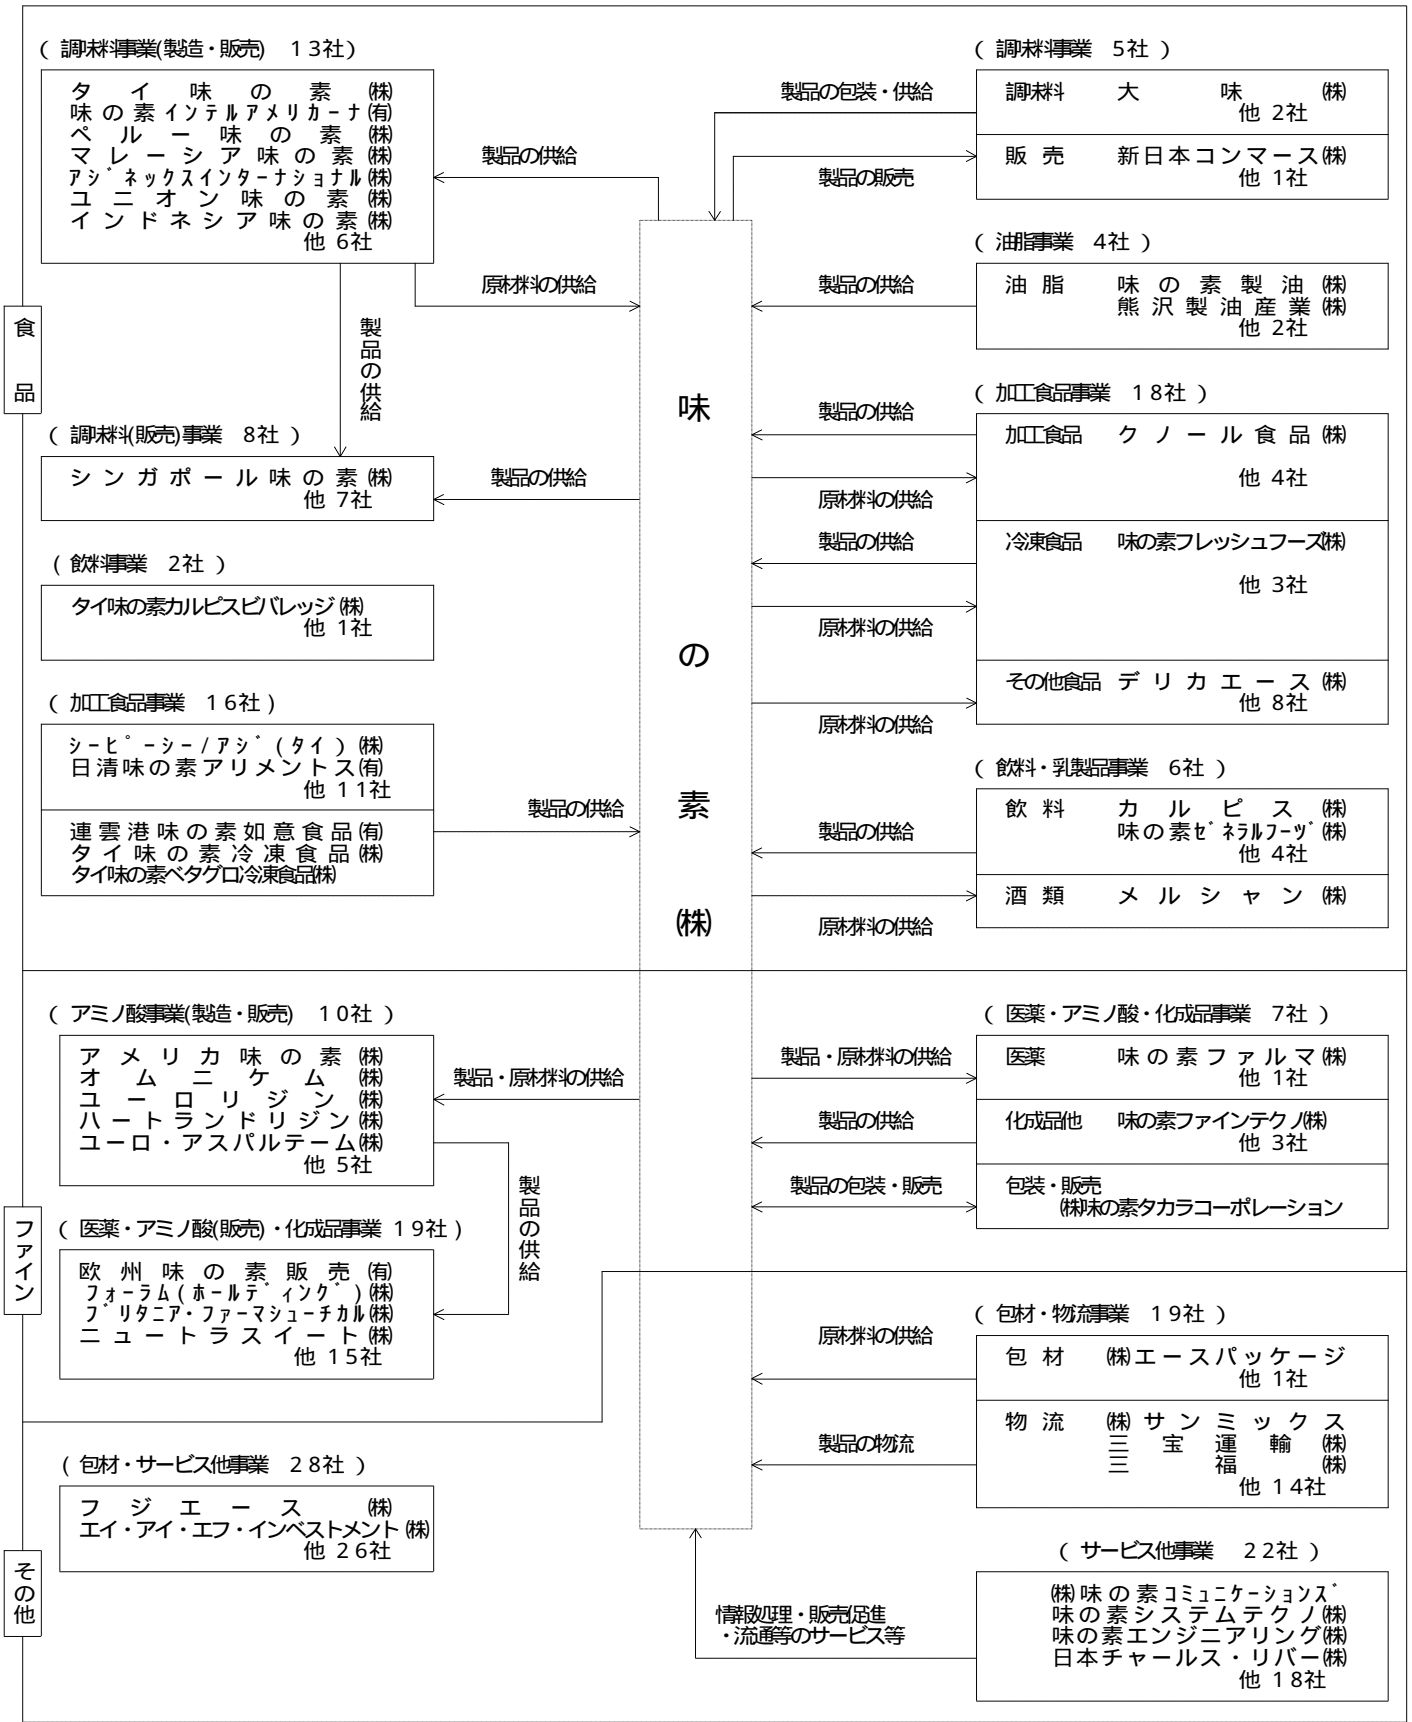 食品
( 調味料事業(製造・販売) 13社)
タイ味の素㈱
味の素インテルアメリカーナ㈲
ペルー味の素㈱
マレーシア味の素㈱
アジネックスインターナショナル㈱
ユニオン味の素㈱
インドネシア味の素㈱
他 6社
製品の供給
原材料の供給
製品の供給
( 調味料(販売)事業 8社 )
シンガポール味の素㈱
他 7社
製品の供給
( 飲料事業 2社 )
タイ味の素カルピスビバレッジ㈱
他 1社
( 加工食品事業 16社 )
シーピーシー/アジ(タイ)㈱
日清味の素アリメントス㈲
他 11社
連雲港味の素如意食品㈲
タイ味の素冷凍食品㈱
タイ味の素ベタグロ冷凍食品㈱
製品の供給
味の素㈱
( 調味料事業 5社 )
調味料 大味㈱
他 2社
販売 新日本コンマース㈱
他 1社
製品の包装・供給
製品の販売
( 油脂事業 4社 )
油脂 味の素製油㈱
熊沢製油産業㈱
他 2社
製品の供給
( 加工食品事業 18社 )
加工食品 クノール食品㈱
他 4社
製品の供給
原材料の供給
冷凍食品 味の素フレッシュフーズ㈱
他 3社
製品の供給
原材料の供給
その他食品 デリカエース㈱
他 8社
原材料の供給
( 飲料・乳製品事業 6社 )
飲料 カルピス㈱
味の素ゼネラルフーヅ㈱
他 4社
製品の供給
酒類 メルシャン㈱
原材料の供給
ファイン
( アミノ酸事業(製造・販売) 10社 )
アメリカ味の素㈱
オムニケム㈱
ユーロリジン㈱
ハートランドリジン㈱
ユーロ・アスパルテーム㈱
他 5社
製品・原材料の供給
製品の供給
( 医薬・アミノ酸(販売)・化成品事業 19社 )
欧州味の素販売㈲
フォーラム(ホールディング)㈱
ブリタニア・ファーマシューチカル㈱
ニュートラスイート㈱
他 15社
( 医薬・アミノ酸・化成品事業 7社 )
医薬 味の素ファルマ㈱
他 1社
製品・原材料の供給
化成品他 味の素ファインテクノ㈱
他 3社
製品の供給
包装・販売
㈱味の素タカラコーポレーション
製品の包装・販売
その他
( 包材・サービス他事業 28社 )
フジエース㈱
エイ・アイ・エフ・インベストメント㈱
他 26社
( 包材・物流事業 19社 )
包材 ㈱エースパッケージ
他 1社
原材料の供給
物流 ㈱サンミックス
三宝運輸㈱
三福㈱
他 14社
製品の物流
( サービス他事業 22社 )
㈱味の素コミュニケーションズ
味の素システムテクノ㈱
味の素エンジニアリング㈱
日本チャールス・リバー㈱
他 18社
情報処理・販売促進
・流通等のサービス等